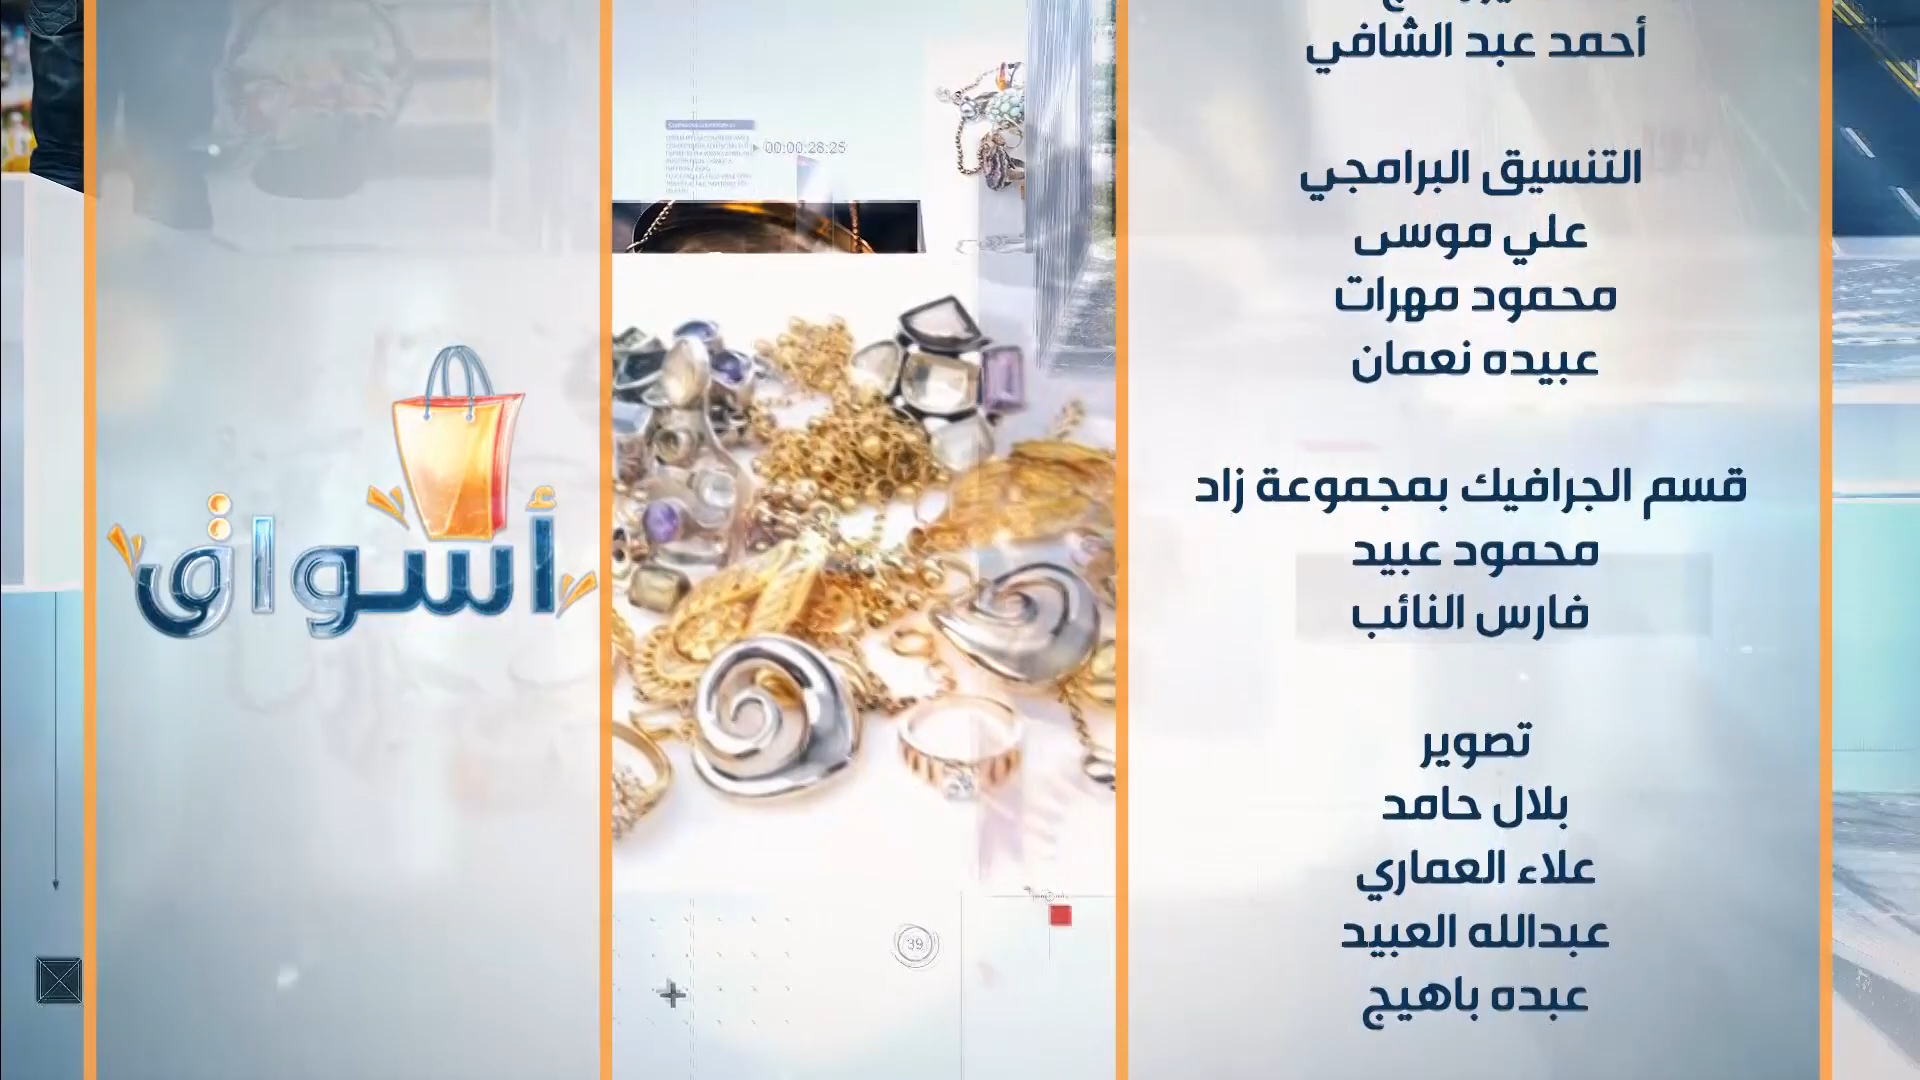 أحمد عبد الشافي
التنسيق البرامجي
علي موسى
محمود مهرات
عبيده نعمان
قسم الجرافيك بمجموعة زاد
محمود عبيد
فارس النائب
تصوير
بلال حامد
علاء العماري
عبدالله العبيد
عبده باهيج
أسواق
00:00:28:25
39